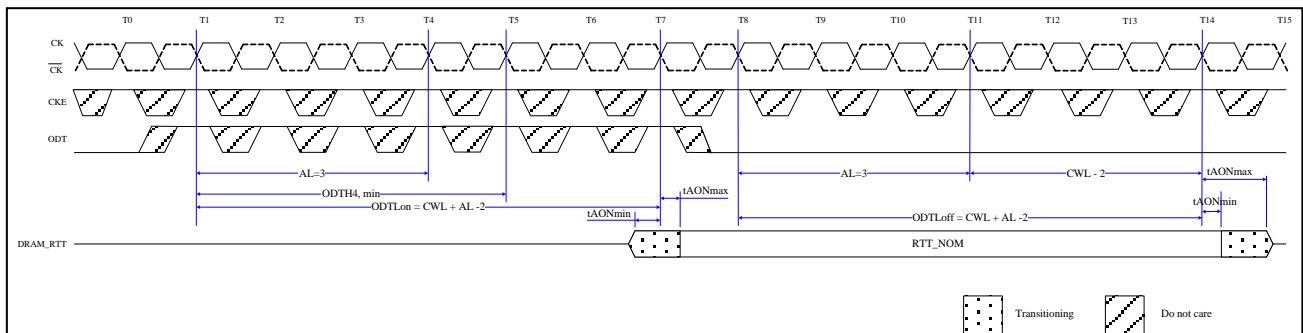 T0 T1 T2 T3 T4 T5 T6 T7 T8 T9 T10 T11 T12 T13 T14 T15
CK
CK
CKE
ODT
AL=3 AL=3 CWL - 2
tAONmax
ODTH4, min tAONmax
ODTLon = CWL + AL -2 tAONmin
tAONmin ODTLoff = CWL + AL -2
DRAM_RTT RTT_NOM
Transitioning Do not care